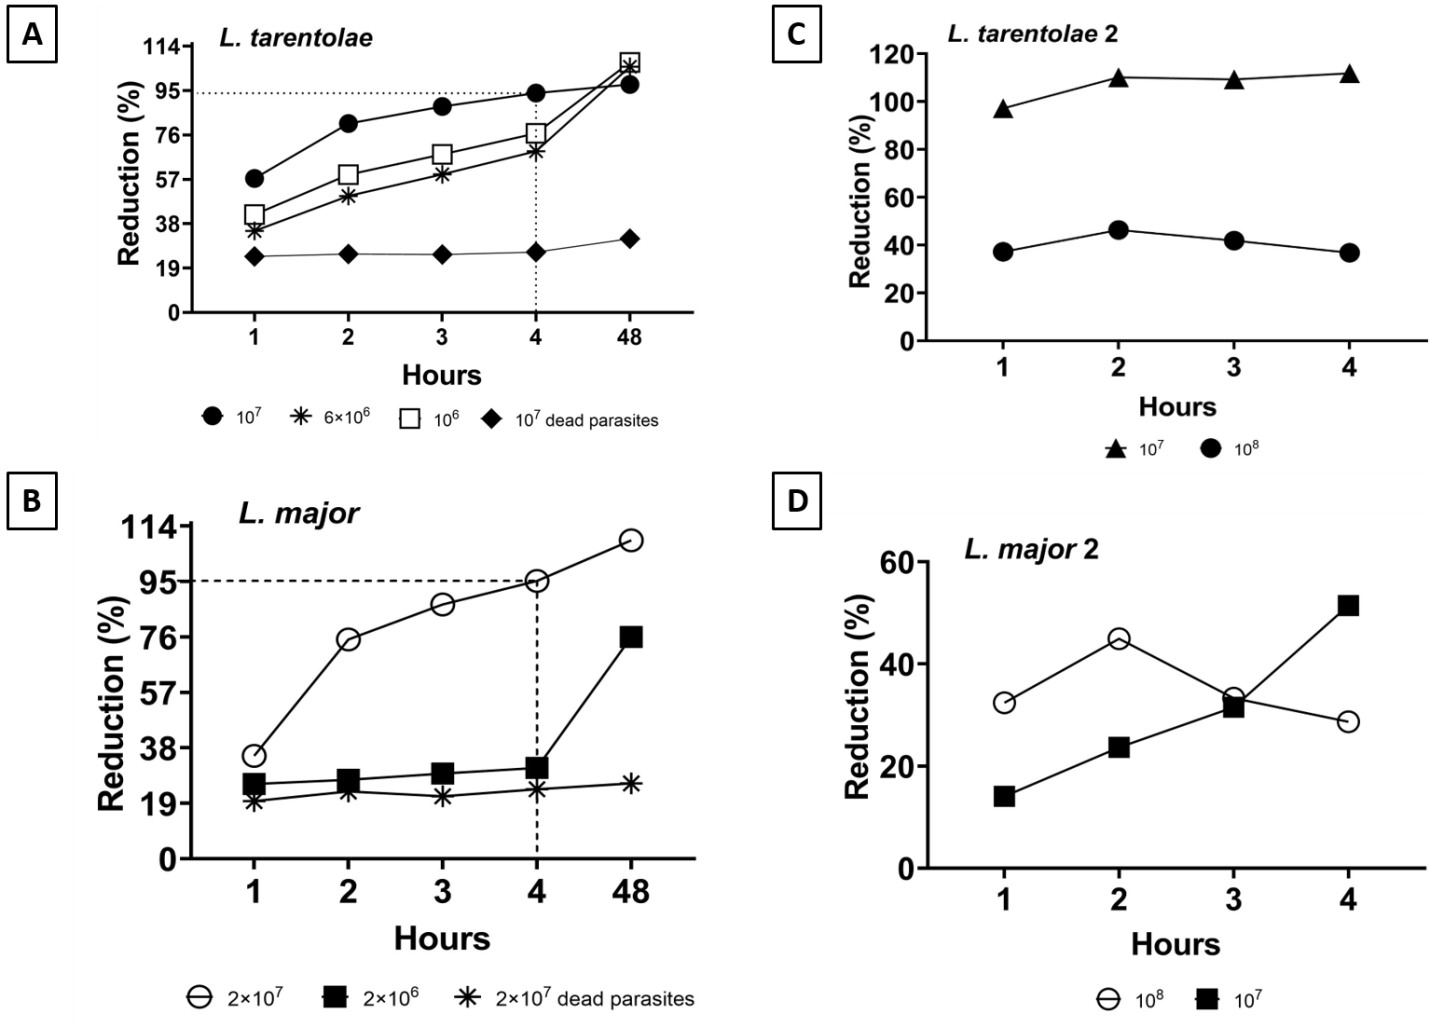 A
L. tarentolae
Reduction (%)
114
95
76
57
38
19
0
1 2 3 4 48
Hours
10⁷ 6×10⁶ 10⁶ 10⁷ dead parasites
C
L. tarentolae 2
Reduction (%)
120
100
80
60
40
20
0
1 2 3 4
Hours
10⁷ 10⁸
B
L. major
Reduction (%)
114
95
76
57
38
19
0
1 2 3 4 48
Hours
2×10⁷ 2×10⁶ 2×10⁷ dead parasites
D
L. major 2
Reduction (%)
60
40
20
0
1 2 3 4
Hours
10⁸ 10⁷